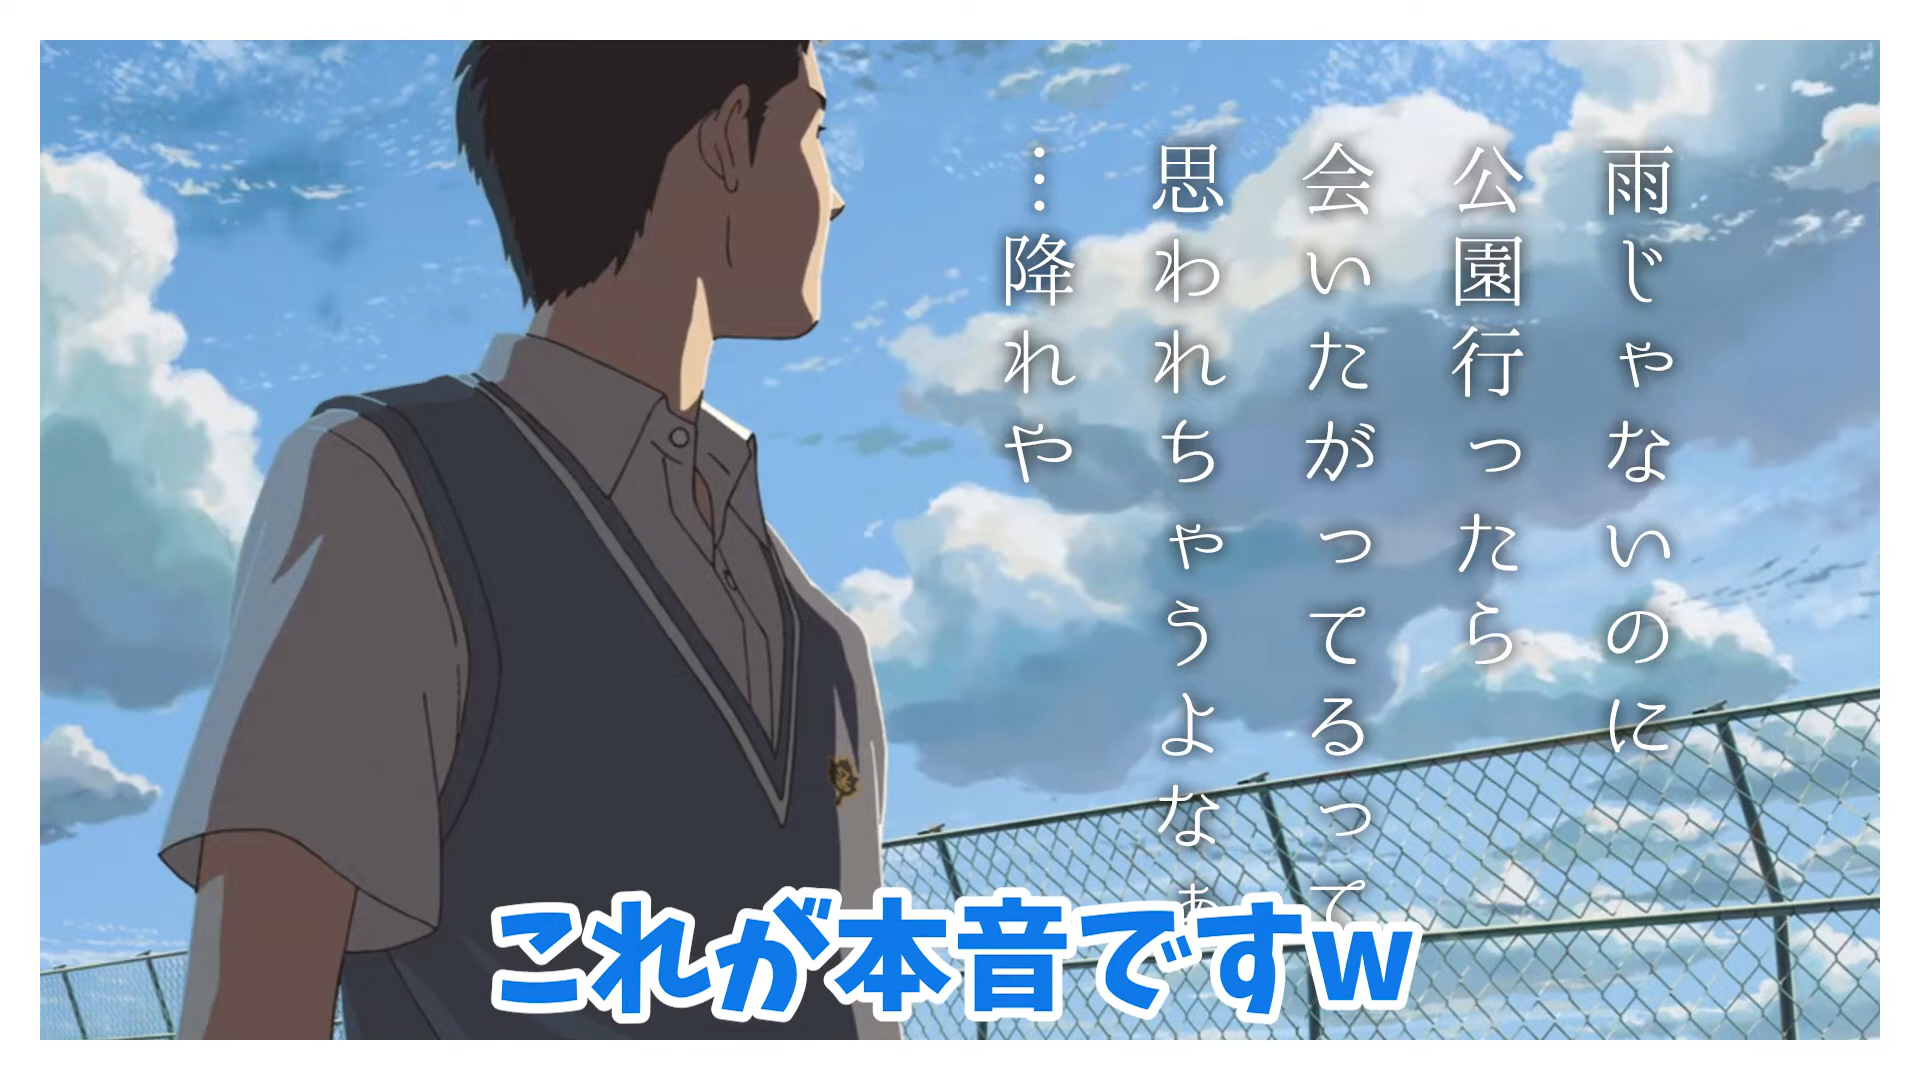 雨じゃないのに
公園行ったら
会いたがってるって
思われちゃうよなぁ
…降れや
これが本音ですw